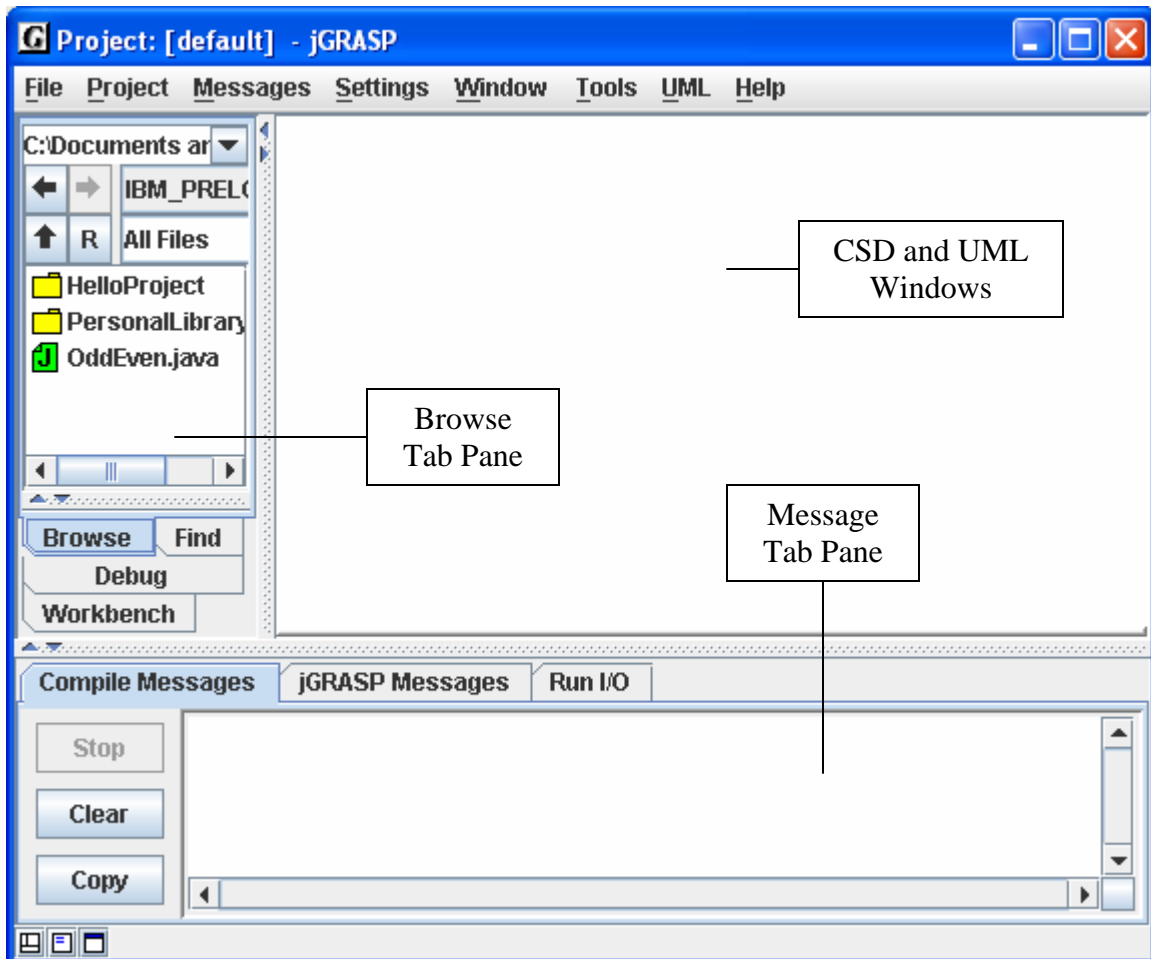 Project: [default] - jGRASP
File Project Messages Settings Window Tools UML Help
C:\Documents ar
IBM_PREL
R All Files
HelloProject
PersonalLibrary
OddEven.java
CSD and UML
Windows
Browse
Tab Pane
Message
Tab Pane
Browse Find
Debug
Workbench
Compile Messages jGRASP Messages Run I/O
Stop
Clear
Copy